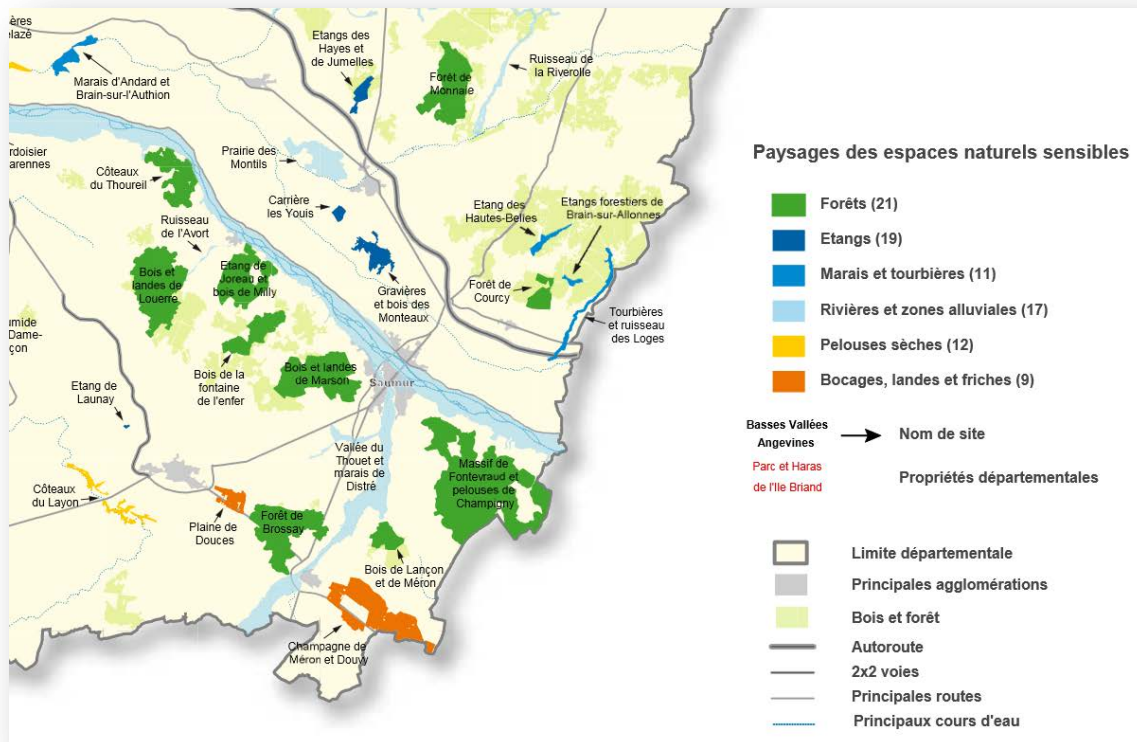 ières
elazé
Marais d'Andard et
Brain-sur-l'Authion
Etangs des
Hayes et
de Jumelles
Forêt de
Monnaie
Ruisseau de
la Riverolle
rdoisier
arennes
Côteaux
du Thoureil
Prairie des
Montils
Ruisseau
de l'Avort
Carrière
les Youis
Etang des
Hautes-Belles
Etangs forestiers de
Brain-sur-Allonnes
Bois et
landes de
Louerre
Etang de
Joreau et
bois de Milly
Gravières
et bois des
Monteaux
Forêt de
Courcy
Tourbières
et ruisseau
des Loges
umide
Dame-
çon
Bois de la
fontaine
de l'enfer
Bois et landes
de Marson
Saumur
Etang de
Launay
Vallée du
Thouet et
marais de
Distré
Massif de
Fontevraud et
pelouses de
Champigny
Côteaux
du Layon
Plaine de
Douces
Forêt de
Brossay
Bois de Lançon
et de Méron
Champagne de
Méron et Douvy
Paysages des espaces naturels sensibles
Forêts (21)
Etangs (19)
Marais et tourbières (11)
Rivières et zones alluviales (17)
Pelouses sèches (12)
Bocages, landes et friches (9)
Basses Vallées
Angevines
Nom de site
Parc et Haras
de l'Ile Briand
Propriétés départementales
Limite départementale
Principales agglomérations
Bois et forêt
Autoroute
2x2 voies
Principales routes
Principaux cours d'eau